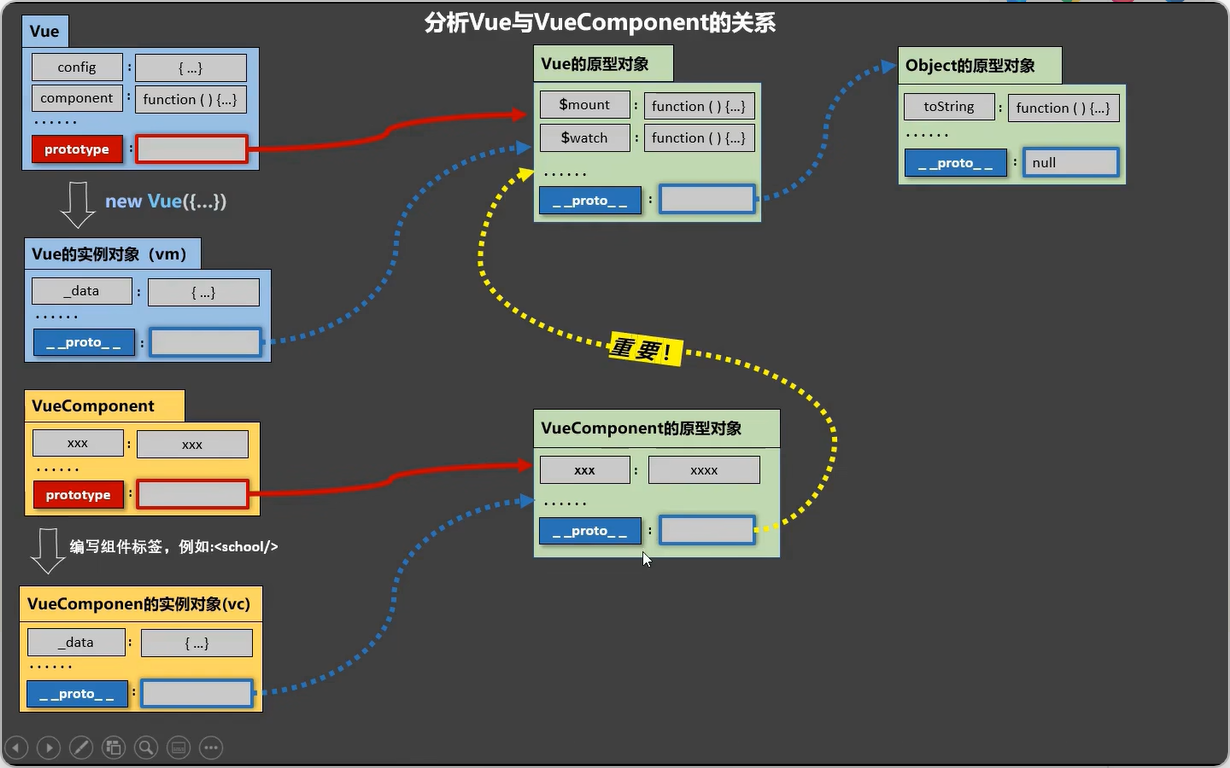 分析Vue与VueComponent的关系
Vue
config : { ...}
component : function ( ) {...}
······
prototype :
new Vue({...})
Vue的实例对象（vm）
_data : { ...}
······
_ _proto_ _ :
VueComponent
xxx : xxx
······
prototype :
编写组件标签，例如:<school/>
VueComponen的实例对象(vc)
_data : { ...}
······
_ _proto_ _ :
Vue的原型对象
$mount : function ( ) {...}
$watch : function ( ) {...}
······
_ _proto_ _ :
重要！
VueComponent的原型对象
xxx : xxxx
······
_ _proto_ _ :
Object的原型对象
toString : function ( ) {...}
······
_ _proto_ _ : null